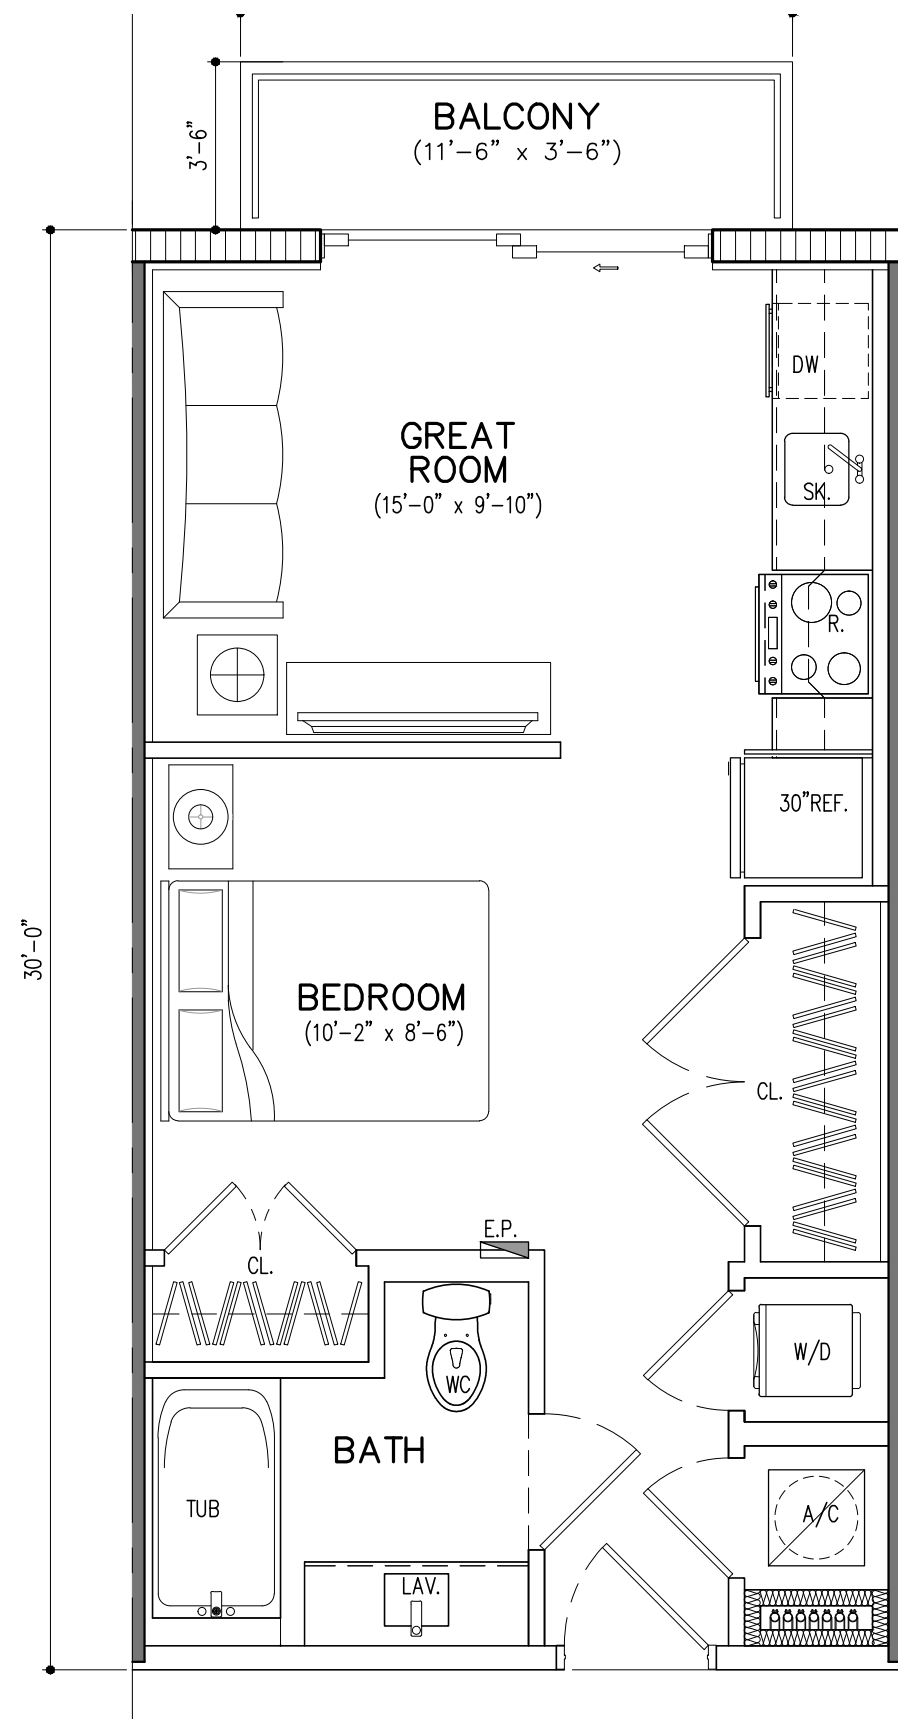 BALCONY
(11'-6" x 3'-6")
3'-6"
GREAT
ROOM
(15'-0" x 9'-10")
DW
SK.
R.
30"REF.
30'-0"
BEDROOM
(10'-2" x 8'-6")
CL.
E.P.
CL.
WC
W/D
BATH
TUB
A/C
LAV.